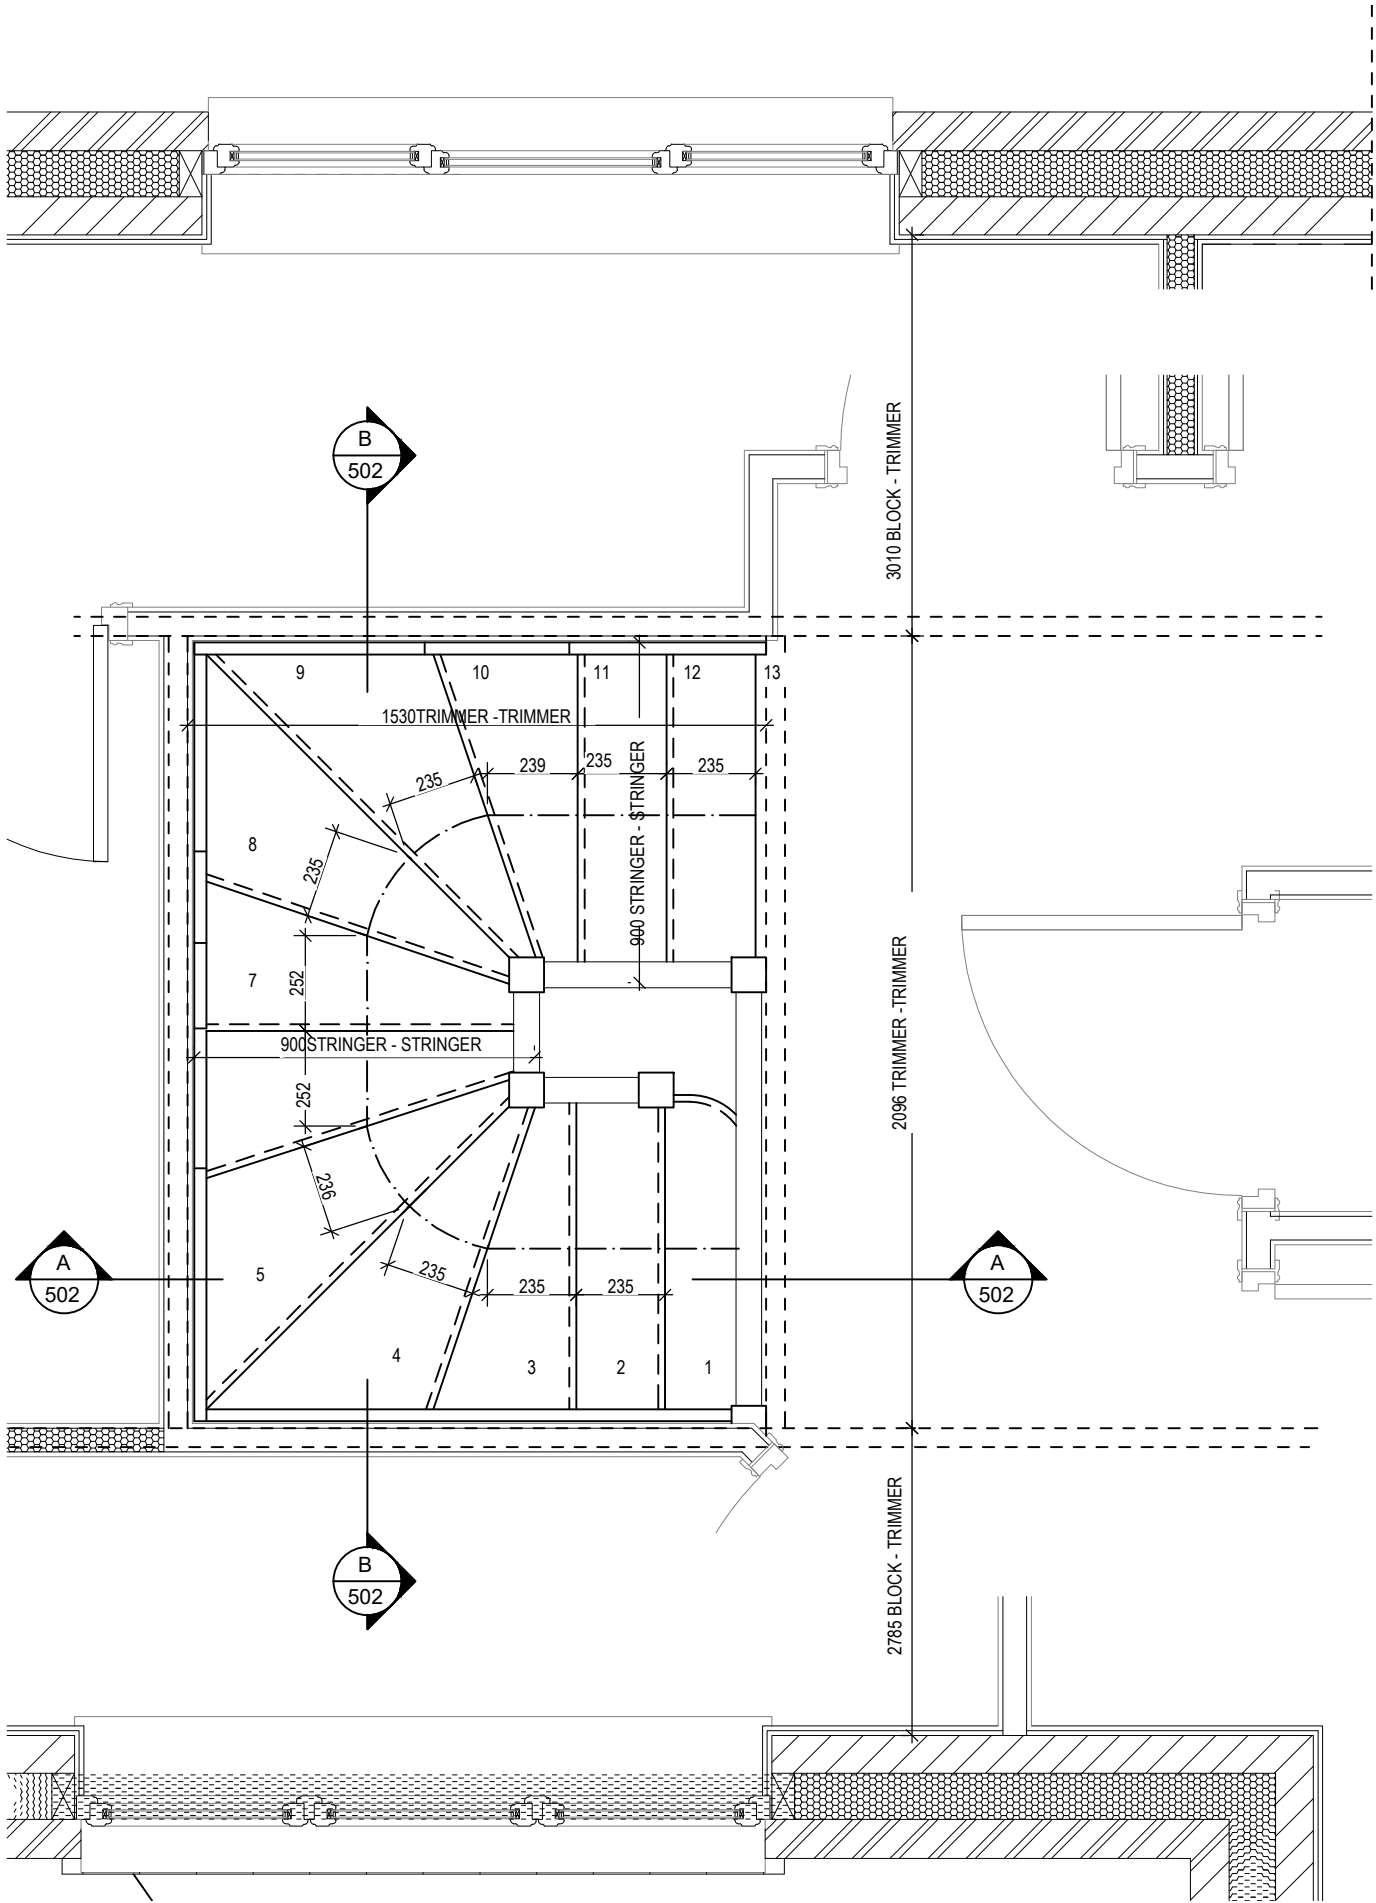 3010 BLOCK - TRIMMER
B
502
9
10
11
12
13
1530TRIMMER -TRIMMER
900 STRINGER - STRINGER
235
239
235
235
8
235
7
252
900STRINGER - STRINGER
2096 TRIMMER -TRIMMER
252
236
A
502
5
235
235
235
A
502
4
3
2
1
B
502
2785 BLOCK - TRIMMER